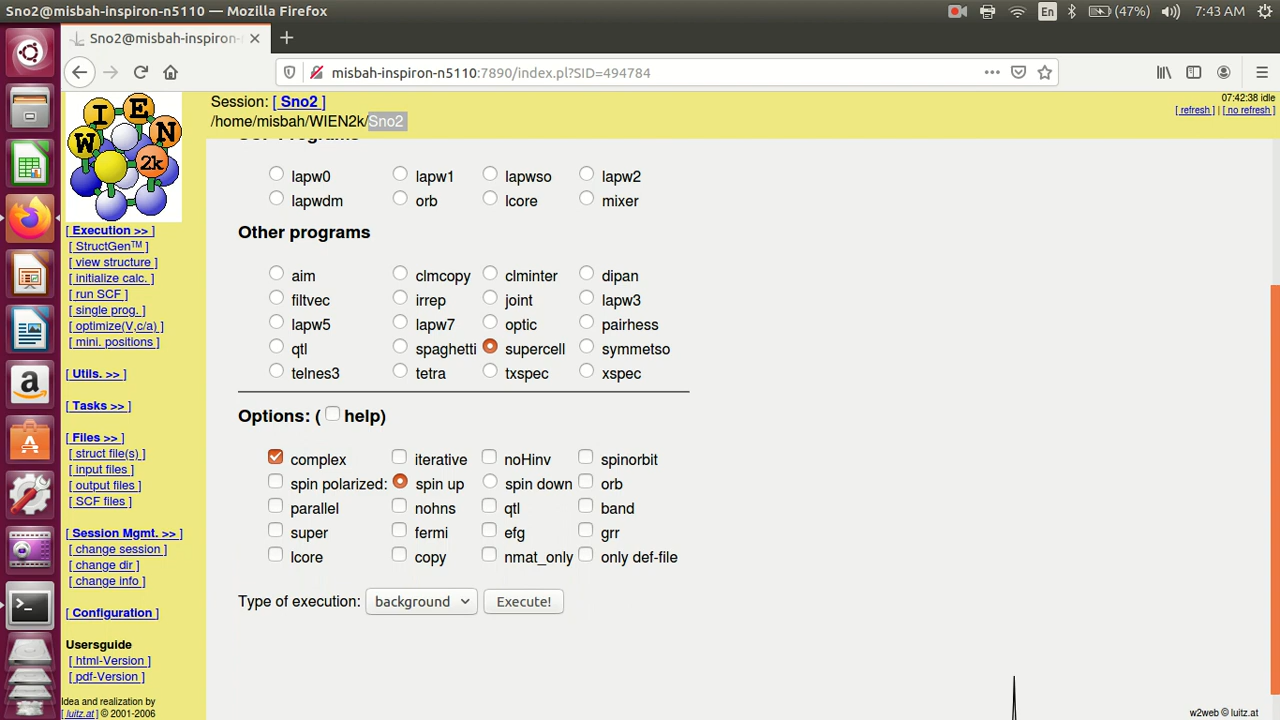 Sno2@misbah-inspiron-n5110 — Mozilla Firefox
En (47%) 7:43 AM
Sno2@misbah-inspiron-
misbah-inspiron-n5110:7890/index.pl?SID=494784
W I E N 2k
Session: [ Sno2 ]
/home/misbah/WIEN2k/Sno2
07:42:38 idle
[ refresh ] | [ no refresh ]
[ Execution >> ]
[ StructGen™ ]
[ view structure ]
[ initialize calc. ]
[ run SCF ]
[ single prog. ]
[ optimize(V,c/a) ]
[ mini. positions ]
[ Utils. >> ]
[ Tasks >> ]
[ Files >> ]
[ struct file(s) ]
[ input files ]
[ output files ]
[ SCF files ]
[ Session Mgmt. >> ]
[ change session ]
[ change dir ]
[ change info ]
[ Configuration ]
Usersguide
[ html-Version ]
[ pdf-Version ]
Idea and realization by
[ luitz.at ] © 2001-2006
lapw0 lapw1 lapwso lapw2
lapwdm orb lcore mixer
Other programs
aim clmcopy clminter dipan
filtvec irrep joint lapw3
lapw5 lapw7 optic pairhess
qtl spaghetti supercell symmetso
telnes3 tetra txspec xspec
Options: ( help)
complex iterative noHinv spinorbit
spin polarized: spin up spin down orb
parallel nohns qtl band
super fermi efg grr
lcore copy nmat_only only def-file
Type of execution: background Execute!
w2web © luitz.at